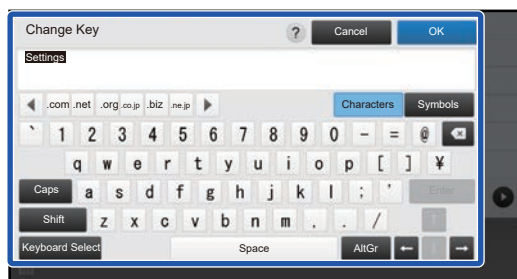 Change Key ? Cancel OK
Settings
.com .net .org .co.jp .biz .ne.jp Characters Symbols
` 1 2 3 4 5 6 7 8 9 0 - = @
q w e r t y u i o p [ ] ¥
Caps a s d f g h j k l ; ' Enter
Shift z x c v b n m , . /
Keyboard Select Space AltGr